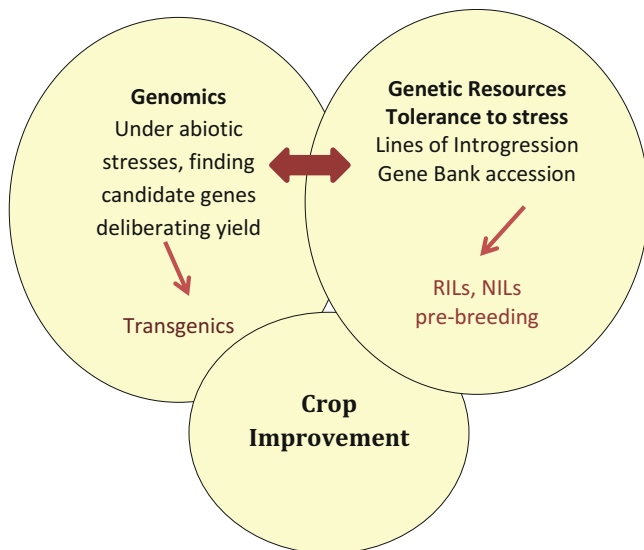 Genomics
Under abiotic
stresses, finding
candidate genes
deliberating yield
Transgenics
Genetic Resources
Tolerance to stress
Lines of Introgression
Gene Bank accession
RILs, NILs
pre-breeding
Crop
Improvement